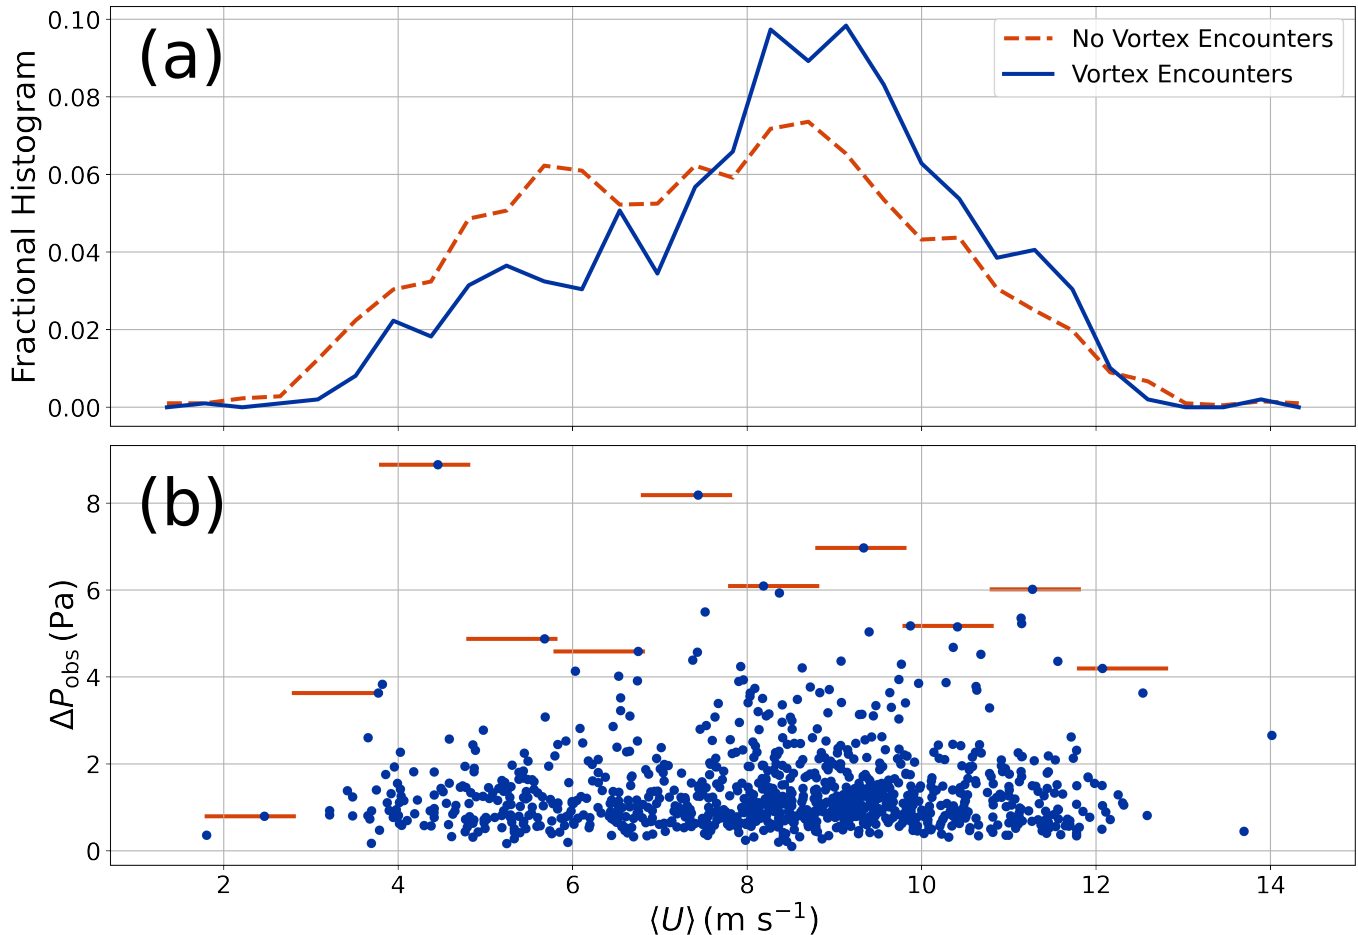 (a)
No Vortex Encounters
Vortex Encounters
Fractional Histogram
0.10
0.08
0.06
0.04
0.02
0.00
(b)
ΔP_obs (Pa)
8
6
4
2
0
2 4 6 8 10 12 14
⟨U⟩ (m s⁻¹)